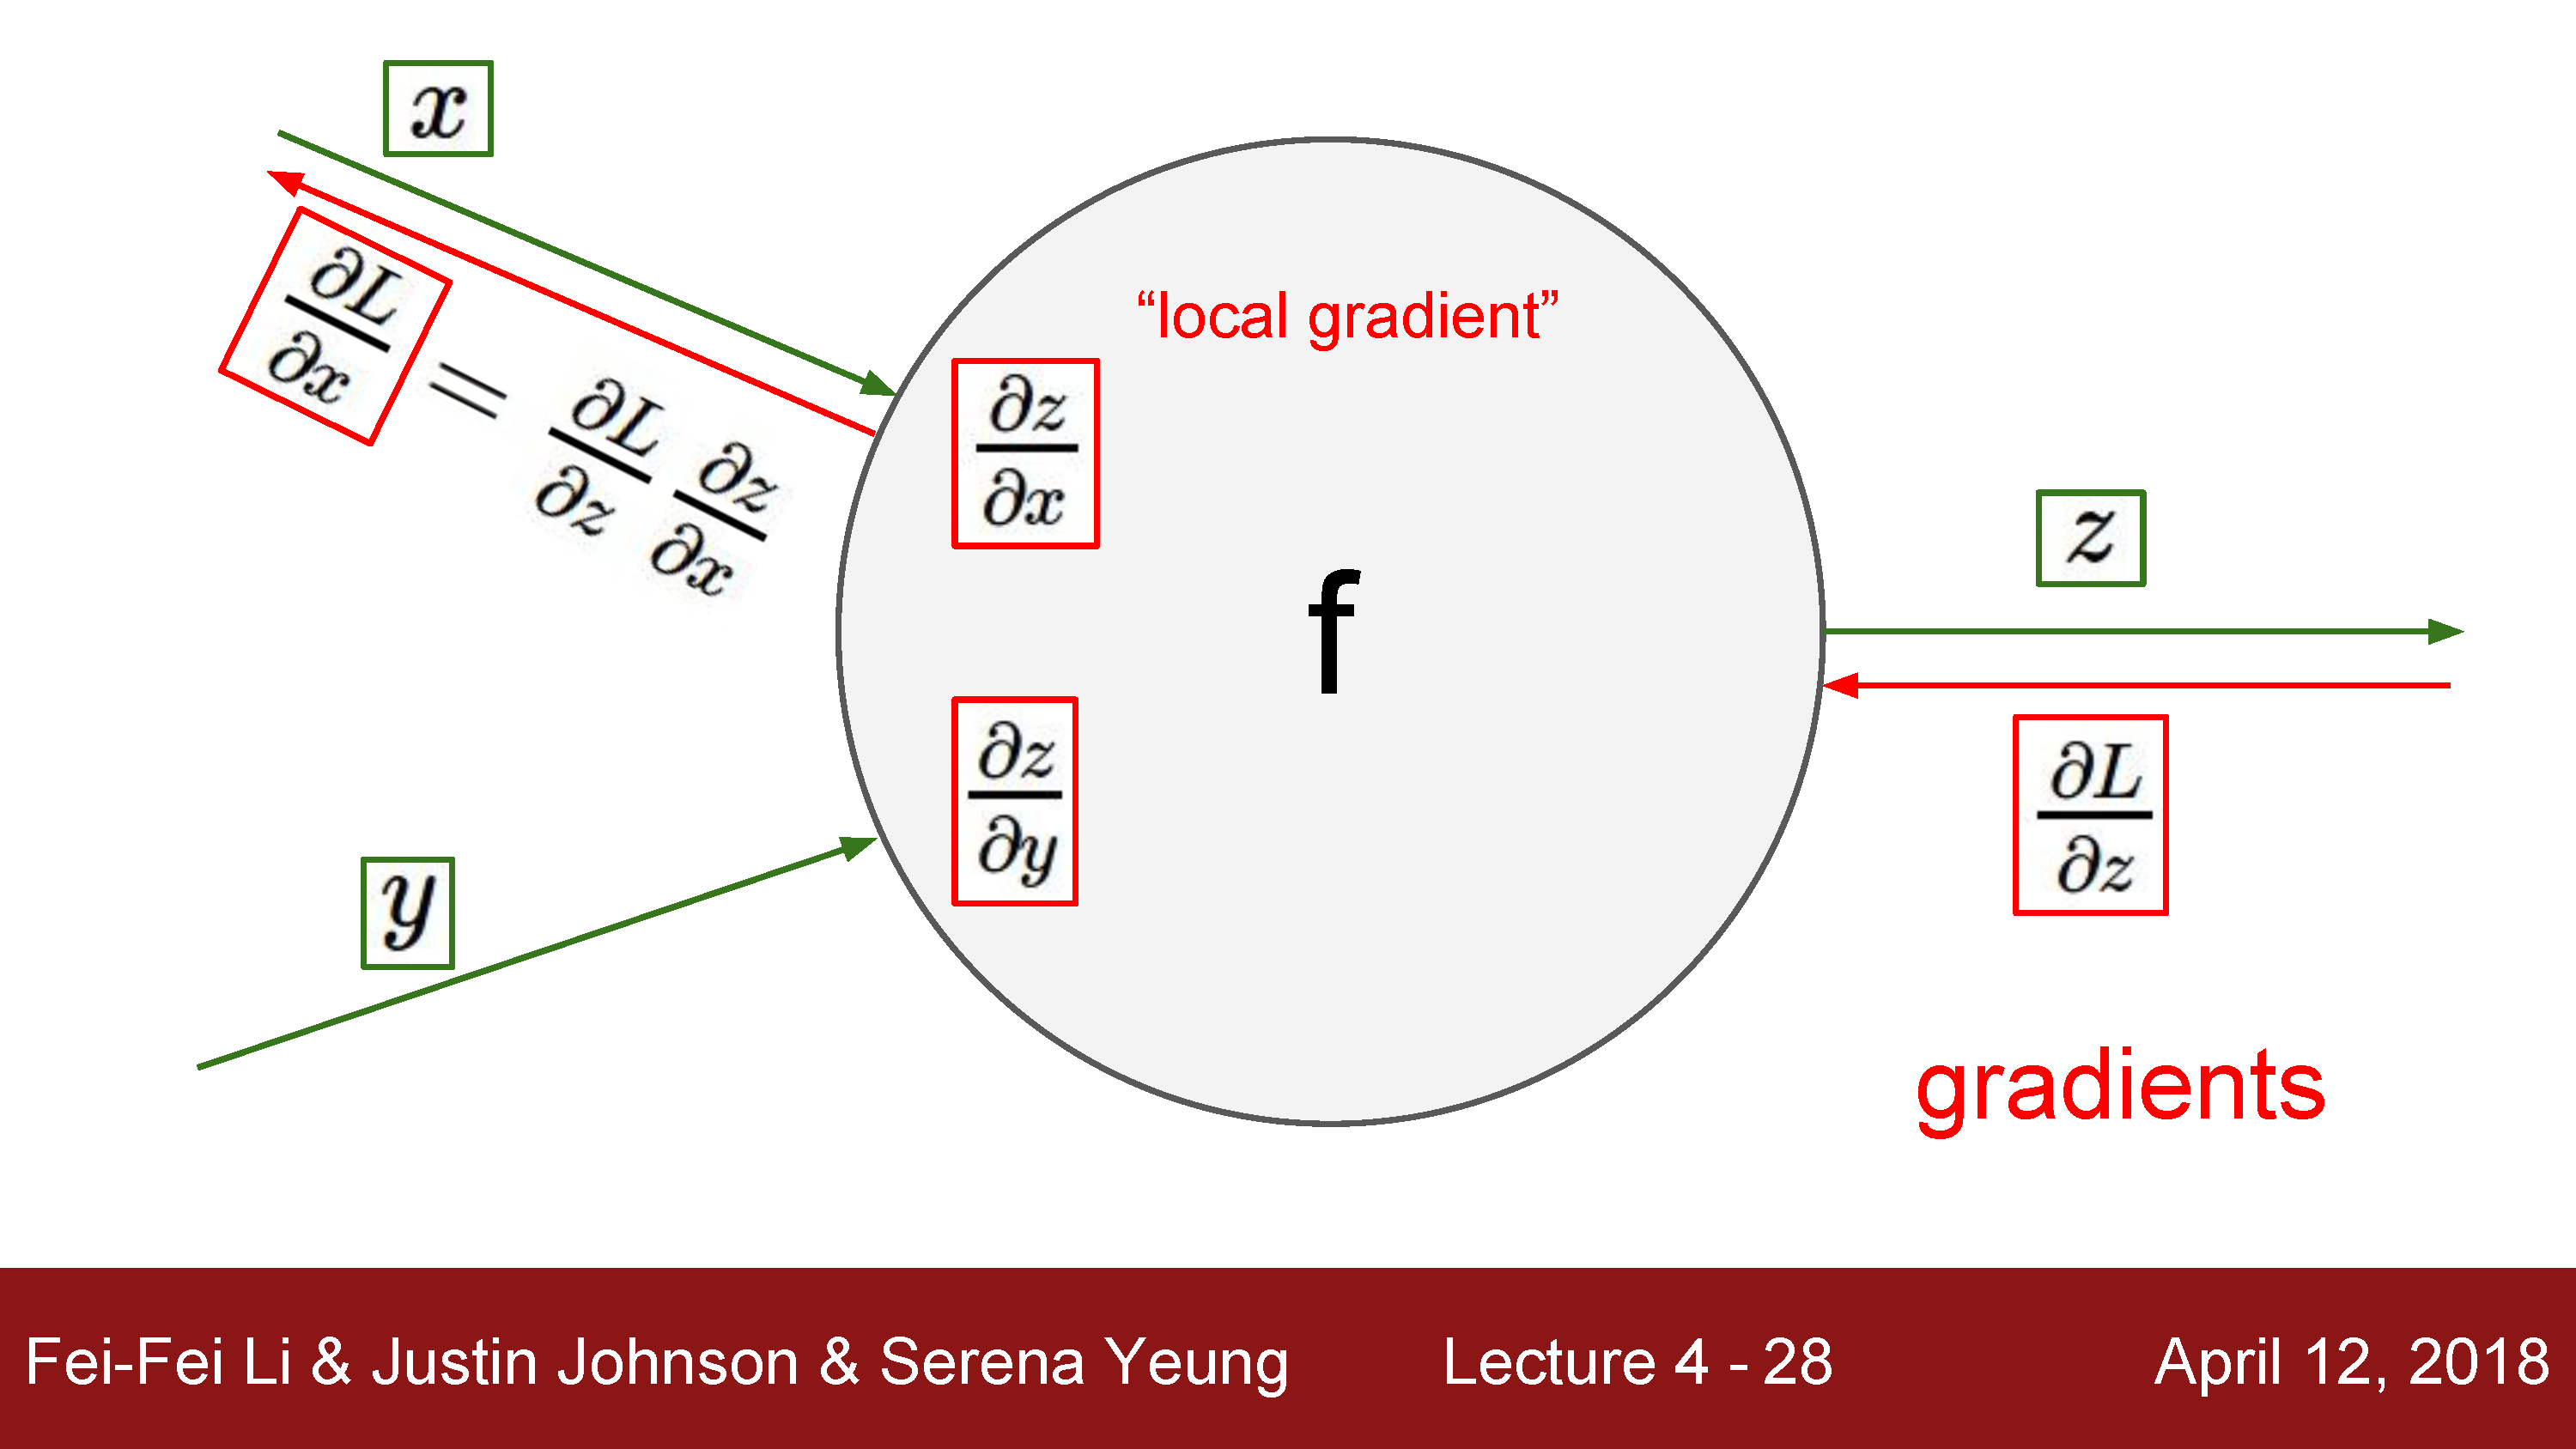 x
∂L/∂x = ∂L/∂z ∂z/∂x
“local gradient”
∂z/∂x
f
z
∂z/∂y
∂L/∂z
y
gradients
Fei-Fei Li & Justin Johnson & Serena Yeung
Lecture 4 - 28
April 12, 2018